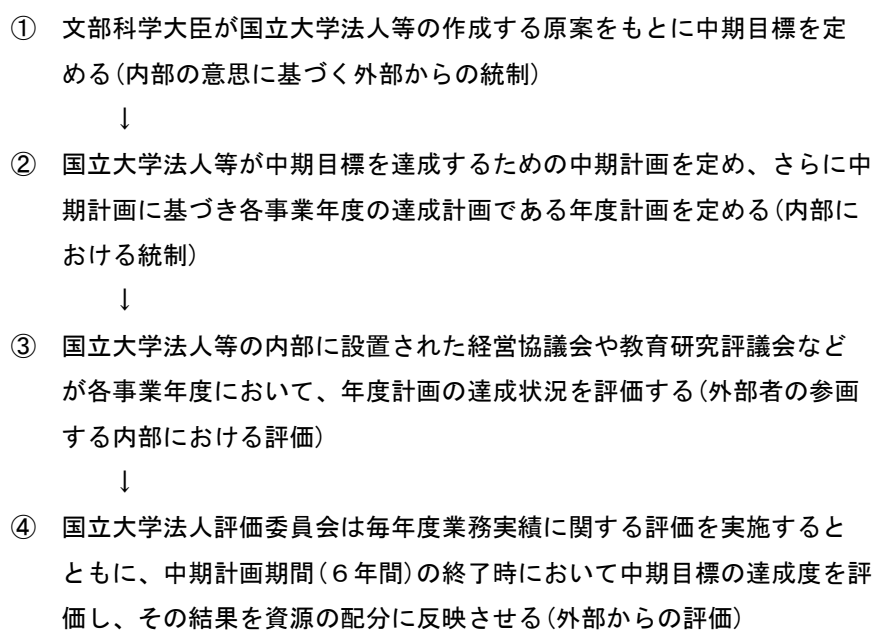 ① 文部科学大臣が国立大学法人等の作成する原案をもとに中期目標を定
める(内部の意思に基づく外部からの統制)
↓
② 国立大学法人等が中期目標を達成するための中期計画を定め、さらに中
期計画に基づき各事業年度の達成計画である年度計画を定める(内部に
おける統制)
↓
③ 国立大学法人等の内部に設置された経営協議会や教育研究評議会など
が各事業年度において、年度計画の達成状況を評価する(外部者の参画
する内部における評価)
↓
④ 国立大学法人評価委員会は毎年度業務実績に関する評価を実施すると
ともに、中期計画期間(6年間)の終了時において中期目標の達成度を評
価し、その結果を資源の配分に反映させる(外部からの評価)